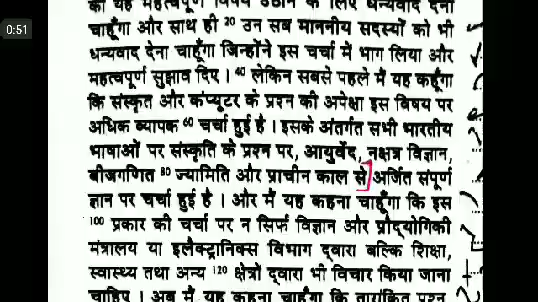 0:51
को यह महत्वपूर्ण विषय उठाने के लिए धन्यवाद देना
चाहूँगा और साथ ही 20 उन सब माननीय सदस्यों को भी
धन्यवाद देना चाहूँगा जिन्होंने इस चर्चा में भाग लिया और
महत्वपूर्ण सुझाव दिए । 40 लेकिन सबसे पहले मैं यह कहूँगा
कि संस्कृत और कंप्यूटर के प्रश्न की अपेक्षा इस विषय पर
अधिक व्यापक 60 चर्चा हुई है । इसके अंतर्गत सभी भारतीय
भाषाओं पर संस्कृति के प्रश्न पर, आयुर्वेद, नक्षत्र विज्ञान,
बीजगणित 80 ज्यामिति और प्राचीन काल से अर्जित संपूर्ण
ज्ञान पर चर्चा हुई है । और मैं यह कहना चाहूँगा कि इस
100 प्रकार की चर्चा पर न सिर्फ विज्ञान और प्रौद्योगिकी
मंत्रालय या इलैक्ट्रानिक्स विभाग द्वारा बल्कि शिक्षा,
स्वास्थ्य तथा अन्य 120 क्षेत्रों द्वारा भी विचार किया जाना
चाहिए । अब मैं यह कहना चाहूँगा कि तारांकित प्रश्न